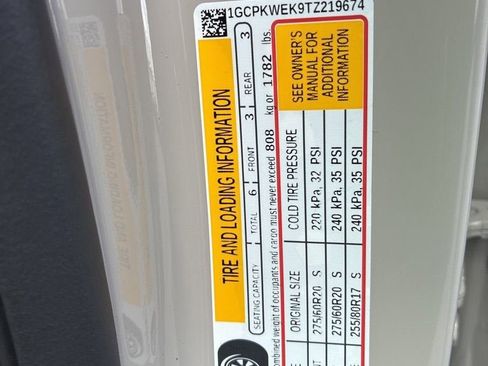 1GCPKWEK9TZ219674
TIRE AND LOADING INFORMATION
SEATING CAPACITY TOTAL 6 FRONT 3 REAR 3
weight of occupants and cargo must never exceed 808 kg or 1782 lbs.
ORIGINAL SIZE COLD TIRE PRESSURE
275/60R20 S 220 kPa, 32 PSI
275/60R20 S 240 kPa, 35 PSI
255/80R17 S 240 kPa, 35 PSI
SEE OWNER'S
MANUAL FOR
ADDITIONAL
INFORMATION